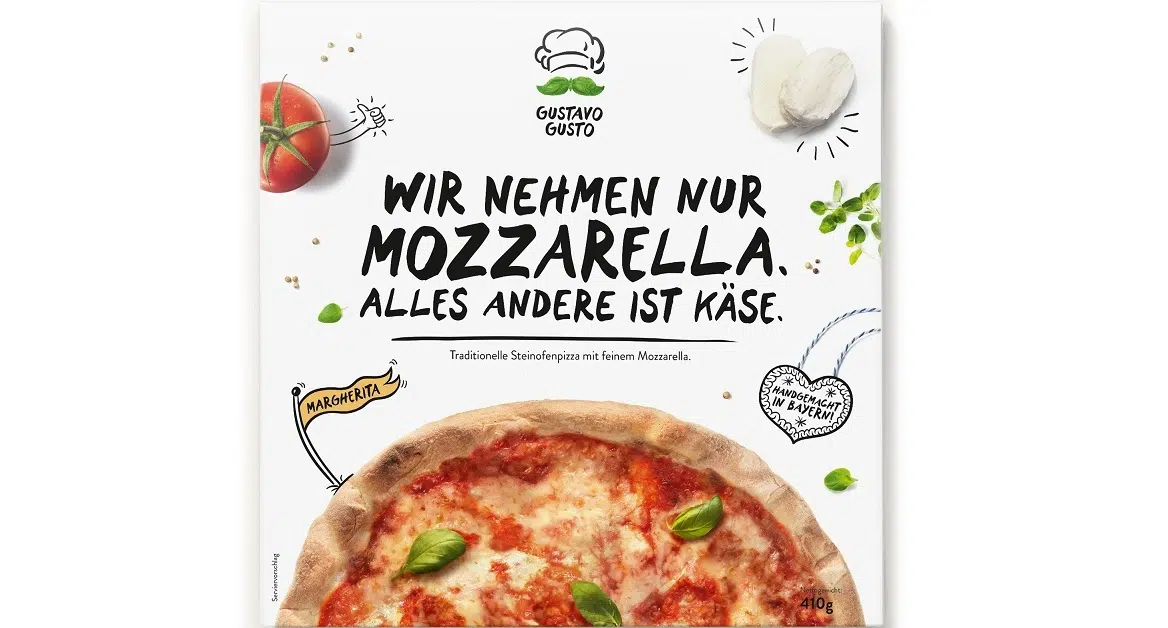 GUSTAVO
GUSTO
WIR NEHMEN NUR
MOZZARELLA.
ALLES ANDERE IST KÄSE.
Traditionelle Steinofenpizza mit feinem Mozzarella.
MARGHERITA
HANDGEMACHT
IN BAYERN!
Serviervorschlag
Nettogewicht:
410g